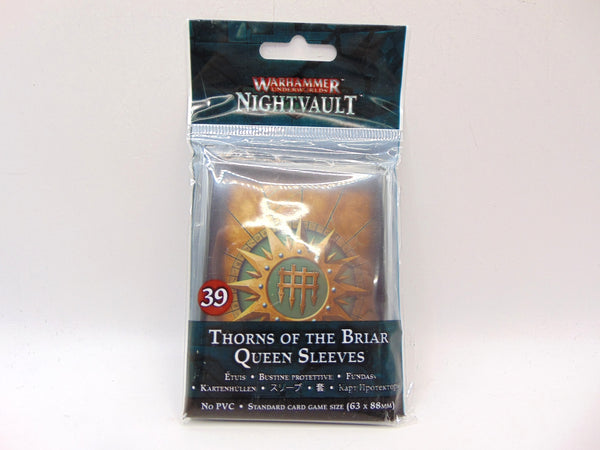 WARHAMMER
UNDERWORLDS
NIGHTVAULT
39
THORNS OF THE BRIAR
QUEEN SLEEVES
ÉTUIS • BUSTINE PROTETTIVE • FUNDAS
• KARTENHÜLLEN • スリーブ • 套 • КАРТ ПРОТЕКТОР
NO PVC • STANDARD CARD GAME SIZE (63 X 88MM)